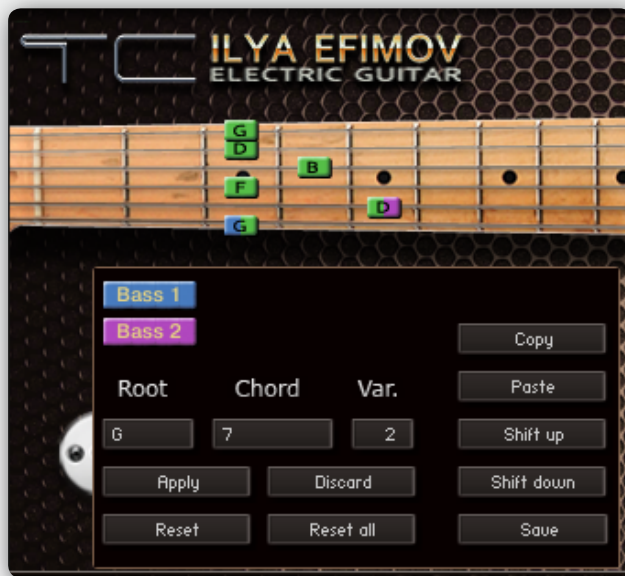 TC ILYA EFIMOV
ELECTRIC GUITAR
G
D
B
F
D
G
Bass 1
Bass 2
Copy
Root Chord Var. Paste
G 7 2 Shift up
Apply Discard Shift down
Reset Reset all Save